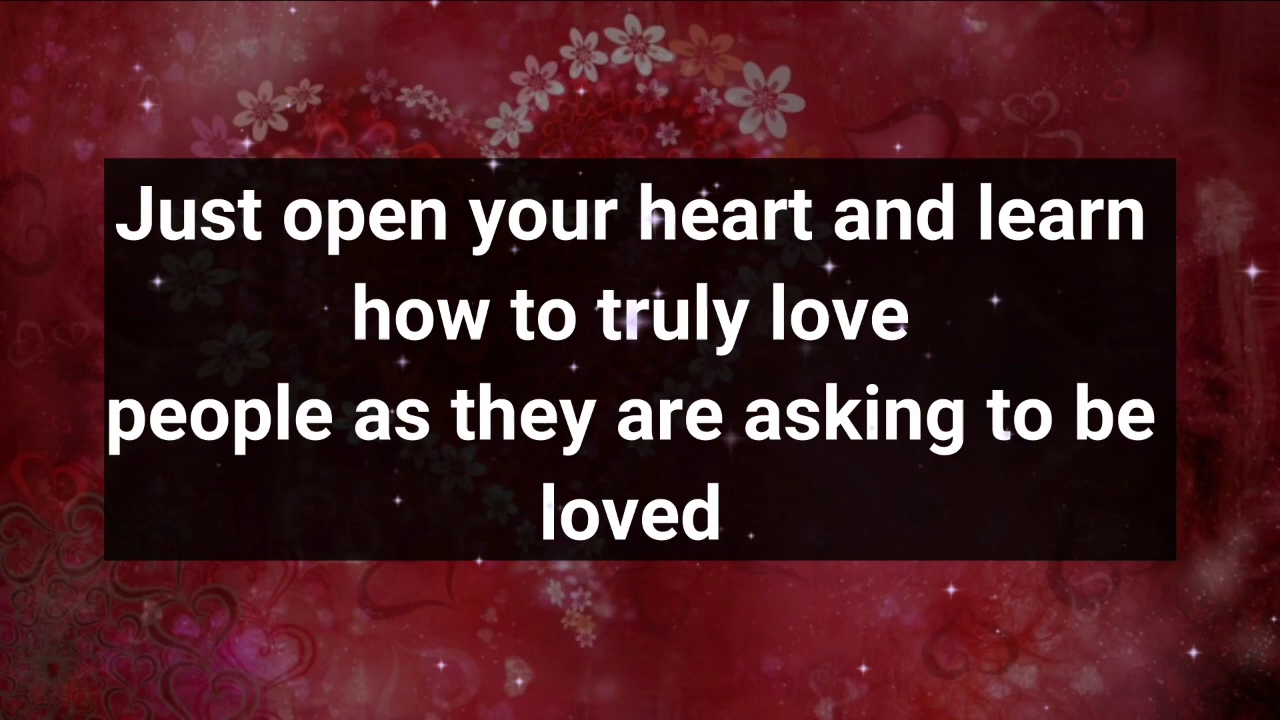 Just open your heart and learn
how to truly love
people as they are asking to be
loved